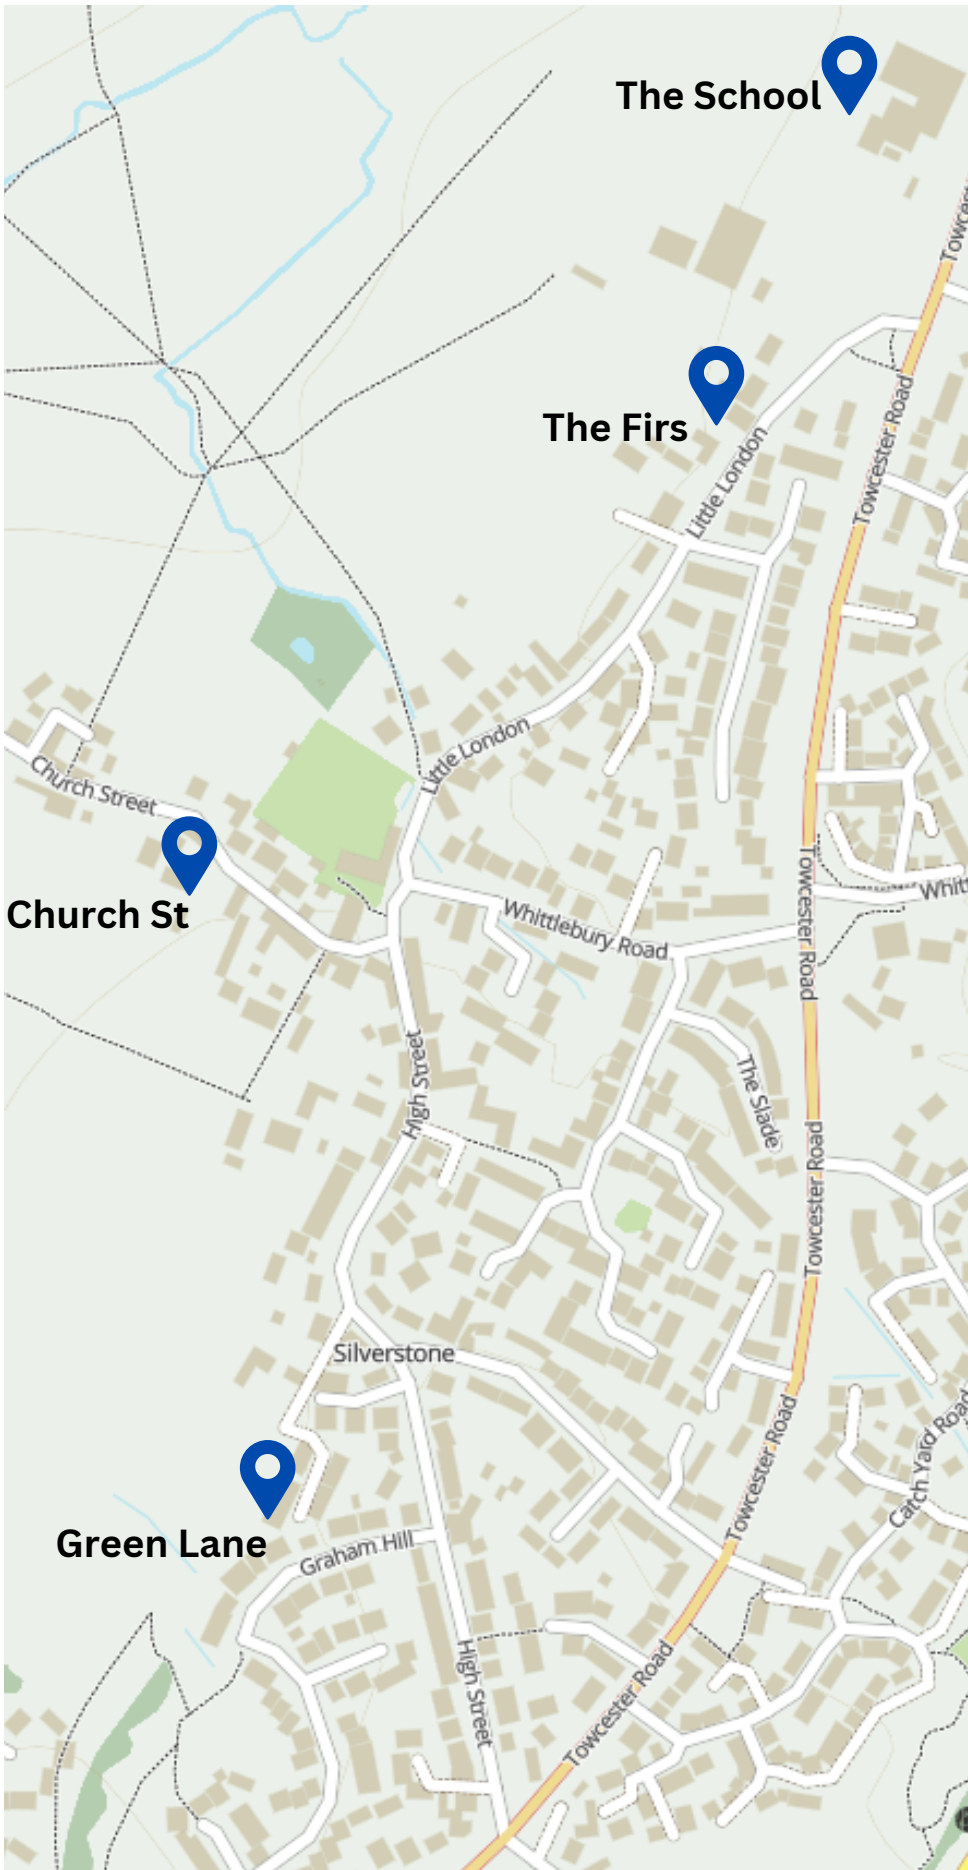 The School
Towces
The Firs
Towcester Road
Little London
Little London
Church Street
Church St
Towcester Road
Whitt
Whittlebury Road
High Street
The Slade
Towcester Road
Silverstone
Towcester Road
Catch Yard Road
Green Lane
Graham Hill
High Street
Towcester Road